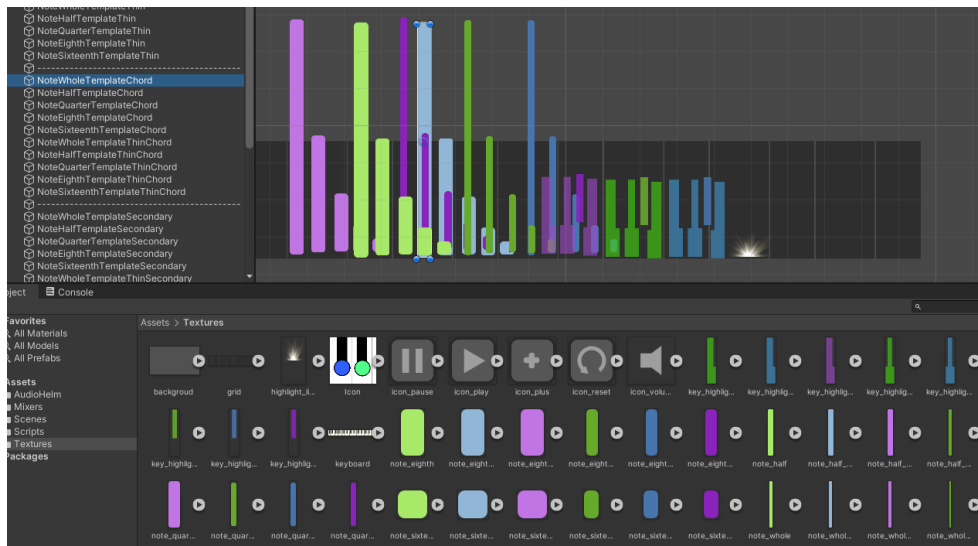 NoteWholeTemplateThin
NoteHalfTemplateThin
NoteQuarterTemplateThin
NoteEighthTemplateThin
NoteSixteenthTemplateThin
----------------------------------------
NoteWholeTemplateChord
NoteHalfTemplateChord
NoteQuarterTemplateChord
NoteEighthTemplateChord
NoteSixteenthTemplateChord
NoteWholeTemplateThinChord
NoteHalfTemplateThinChord
NoteQuarterTemplateThinChord
NoteEighthTemplateThinChord
NoteSixteenthTemplateThinChord
----------------------------------------
NoteWholeTemplateSecondary
NoteHalfTemplateSecondary
NoteQuarterTemplateSecondary
NoteEighthTemplateSecondary
NoteSixteenthTemplateSecondary
NoteWholeTemplateThinSecondary
oject Console
Favorites
All Materials
All Models
All Prefabs
Assets
AudioHelm
Mixers
Scenes
Scripts
Textures
Packages
Assets > Textures
backgroud grid highlight_li... Icon icon_pause icon_play icon_plus icon_reset icon_volu... key_highlig... key_highlig... key_highlig... key_highlig... key_highlig...
key_highlig... key_highlig... key_highlig... keyboard note_eighth note_eight... note_eight... note_eight... note_eight... note_eight... note_half note_half_... note_half_... note_half_...
note_quar... note_quar... note_quar... note_quar... note_sixte... note_sixte... note_sixte... note_sixte... note_sixte... note_sixte... note_whole note_whol... note_whol... note_whol...